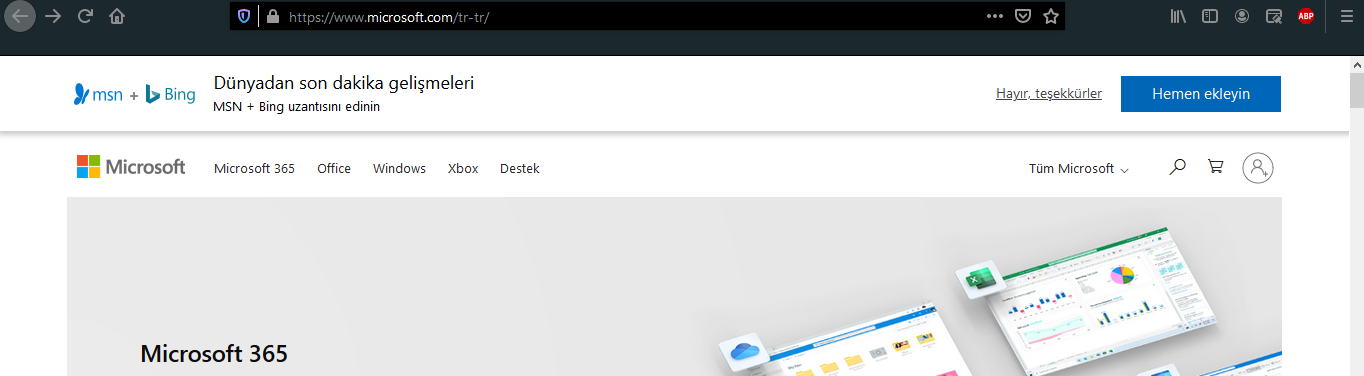 https://www.microsoft.com/tr-tr/
ABP
msn + Bing
Dünyadan son dakika gelişmeleri
MSN + Bing uzantısını edinin
Hayır, teşekkürler
Hemen ekleyin
Microsoft
Microsoft 365
Office
Windows
Xbox
Destek
Tüm Microsoft
Microsoft 365